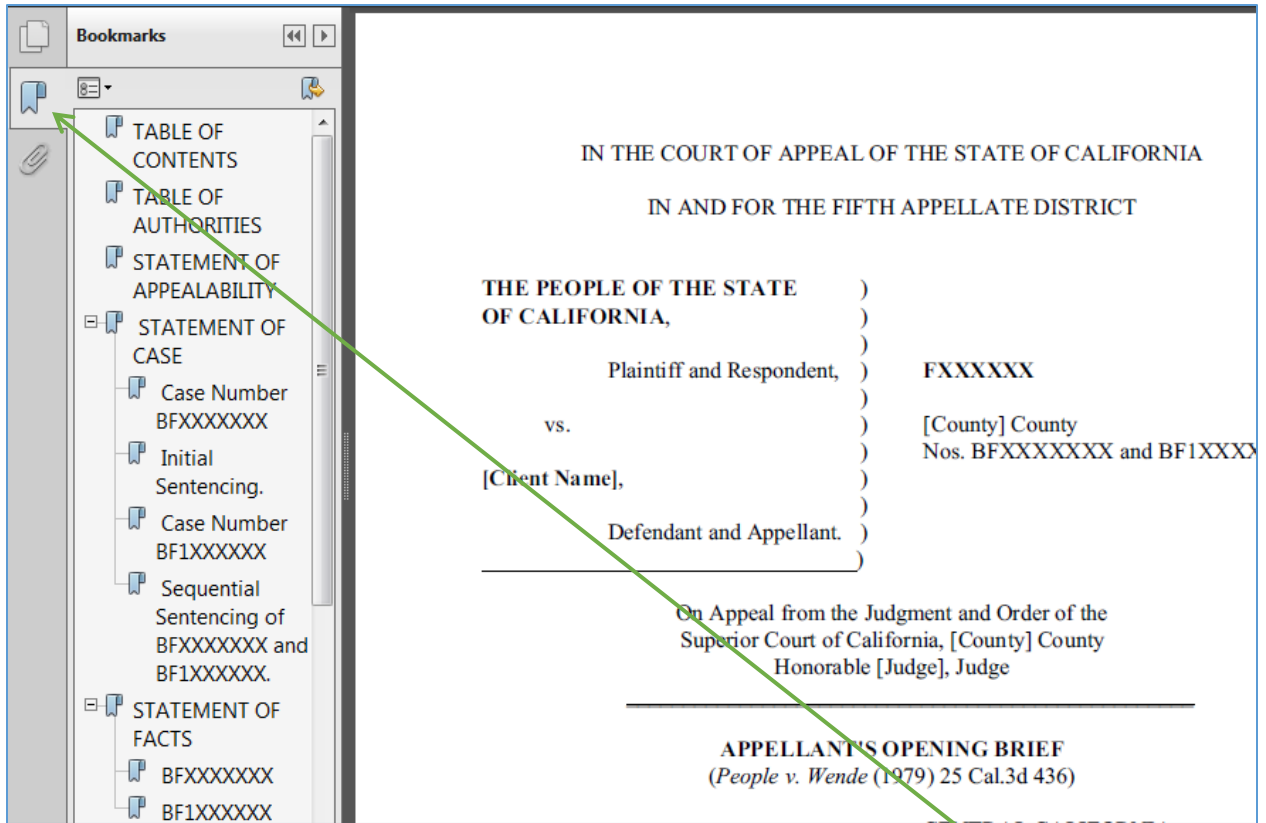 Bookmarks
TABLE OF
CONTENTS
TABLE OF
AUTHORITIES
STATEMENT OF
APPEALABILITY
STATEMENT OF
CASE
Case Number
BFXXXXXXX
Initial
Sentencing.
Case Number
BF1XXXXXX
Sequential
Sentencing of
BFXXXXXXX and
BF1XXXXXX.
STATEMENT OF
FACTS
BFXXXXXXX
BF1XXXXXX
IN THE COURT OF APPEAL OF THE STATE OF CALIFORNIA
IN AND FOR THE FIFTH APPELLATE DISTRICT
THE PEOPLE OF THE STATE )
OF CALIFORNIA, )
)
Plaintiff and Respondent, ) FXXXXXX
)
vs. ) [County] County
) Nos. BFXXXXXXX and BF1XXXX
[Client Name], )
)
Defendant and Appellant. )
)
On Appeal from the Judgment and Order of the
Superior Court of California, [County] County
Honorable [Judge], Judge
APPELLANT'S OPENING BRIEF
(People v. Wende (1979) 25 Cal.3d 436)